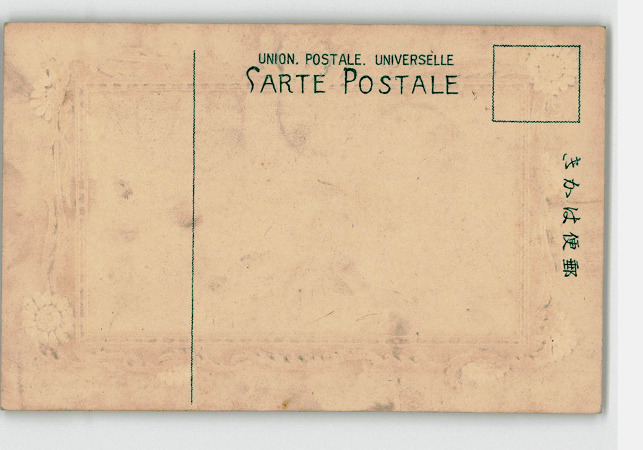 UNION. POSTALE. UNIVERSELLE
CARTE POSTALE
きかは便郵